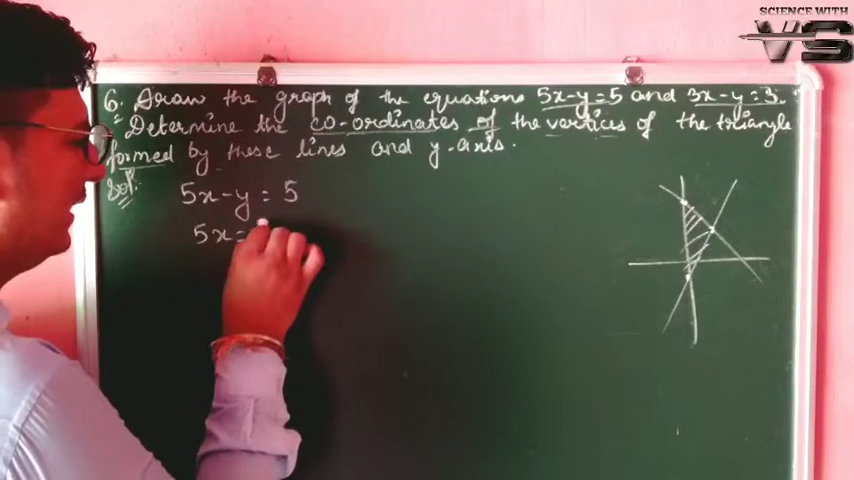 SCIENCE WITH
VS
6. Draw the graph of the equations 5x-y=5 and 3x-y=3.
Determine the co-ordinates of the vertices of the triangle
formed by these lines and y-axis.
Sol:
5x-y=5
5x=